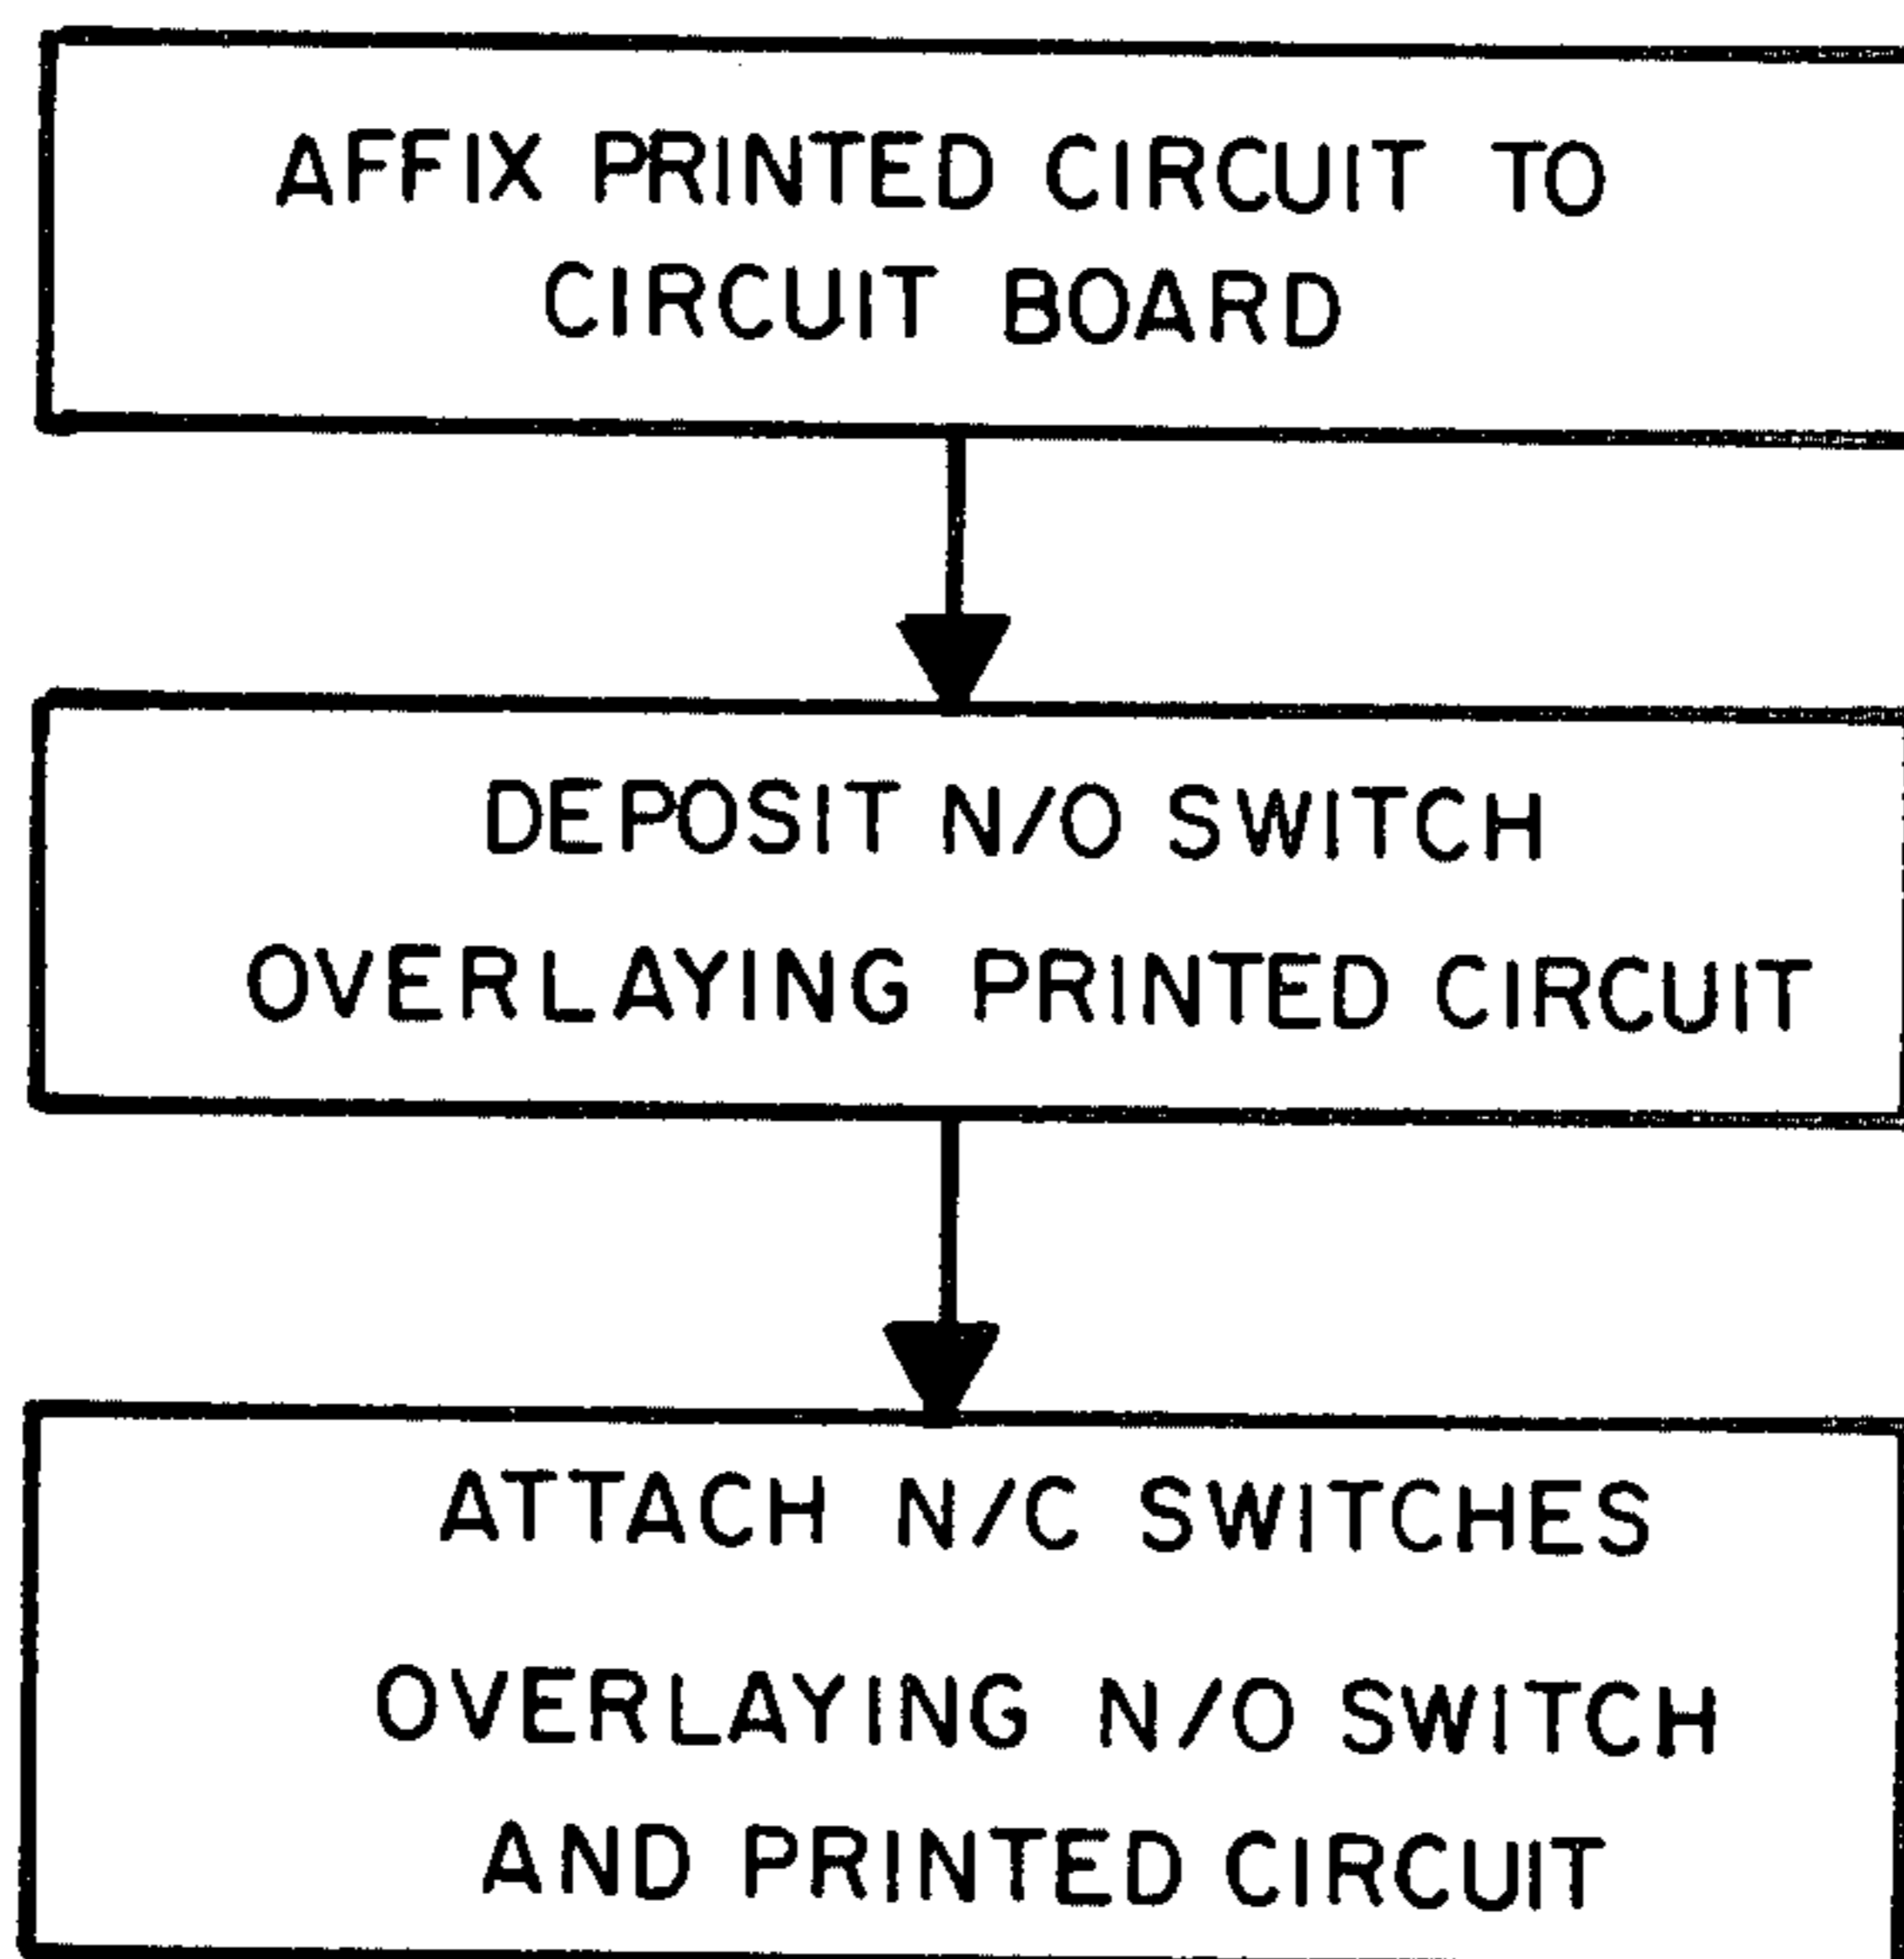 AFFIX PRINTED CIRCUIT TO
CIRCUIT BOARD
DEPOSIT N/O SWITCH
OVERLAYING PRINTED CIRCUIT
ATTACH N/C SWITCHES
OVERLAYING N/O SWITCH
AND PRINTED CIRCUIT